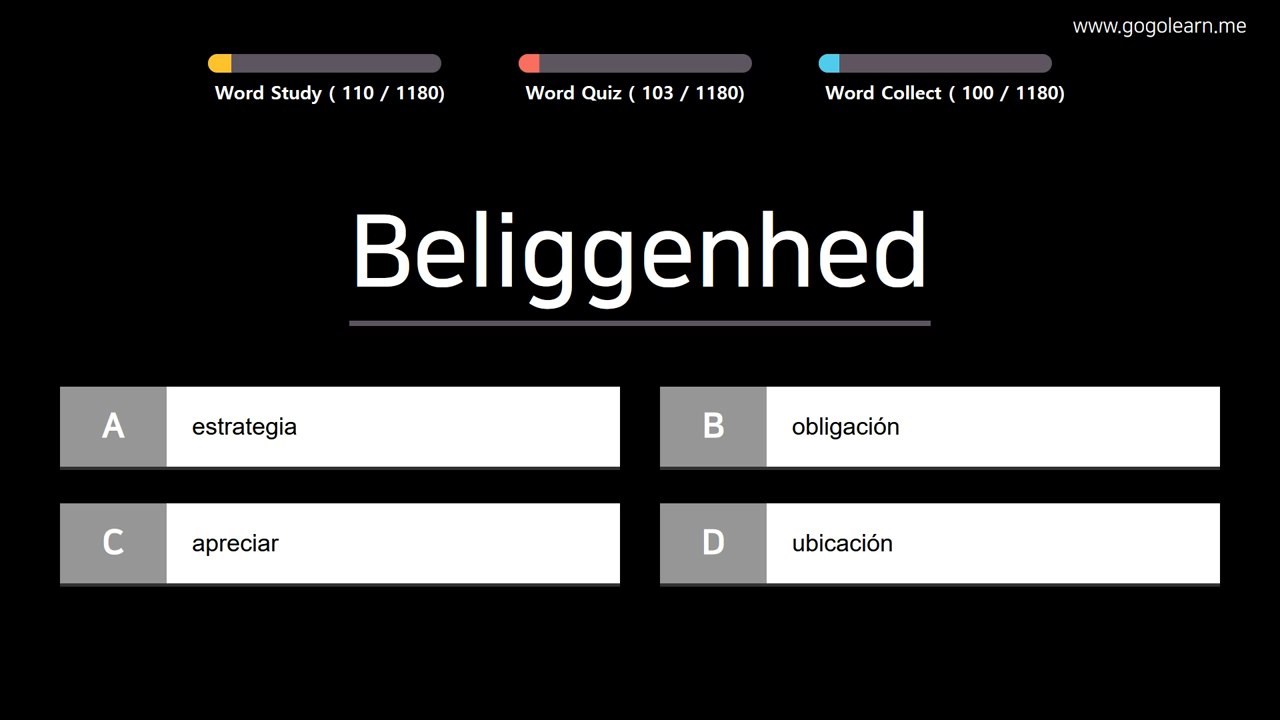 www.gogolearn.me
Word Study ( 110 / 1180)
Word Quiz ( 103 / 1180)
Word Collect ( 100 / 1180)
Beliggenhed
A
estrategia
B
obligación
C
apreciar
D
ubicación